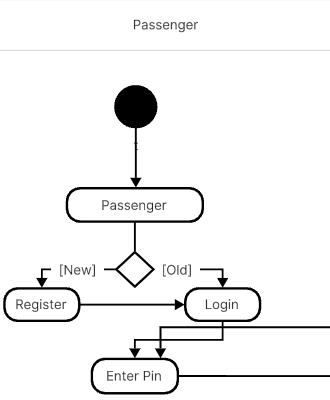 Passenger
Passenger
[New]
[Old]
Register
Login
Enter Pin